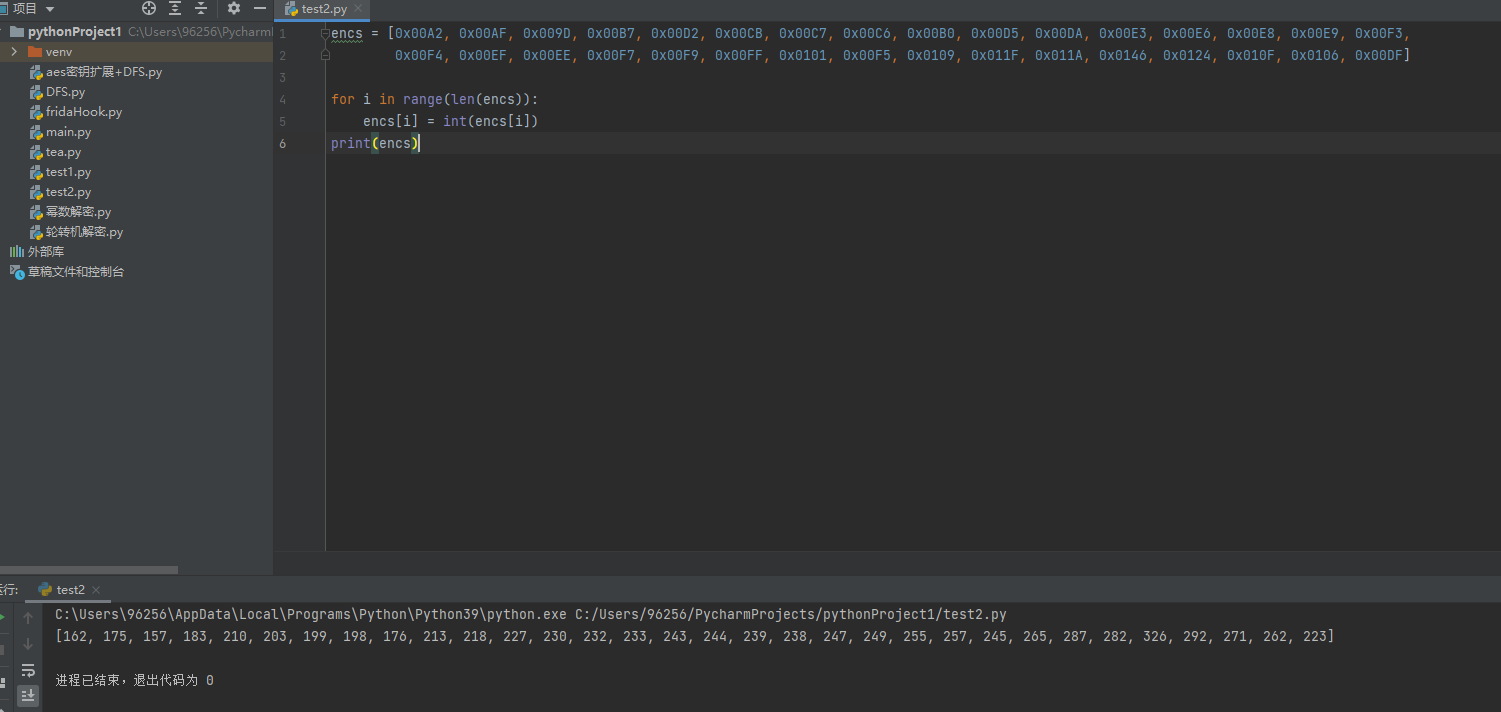 项目
test2.py
pythonProject1 C:\Users\96256\Pycharm
venv
aes密钥扩展+DFS.py
DFS.py
fridaHook.py
main.py
tea.py
test1.py
test2.py
幂数解密.py
轮转机解密.py
外部库
草稿文件和控制台
1 encs = [0x00A2, 0x00AF, 0x009D, 0x00B7, 0x00D2, 0x00CB, 0x00C7, 0x00C6, 0x00B0, 0x00D5, 0x00DA, 0x00E3, 0x00E6, 0x00E8, 0x00E9, 0x00F3,
2 0x00F4, 0x00EF, 0x00EE, 0x00F7, 0x00F9, 0x00FF, 0x0101, 0x00F5, 0x0109, 0x011F, 0x011A, 0x0146, 0x0124, 0x010F, 0x0106, 0x00DF]
3
4 for i in range(len(encs)):
5 encs[i] = int(encs[i])
6 print(encs)
运行: test2
C:\Users\96256\AppData\Local\Programs\Python\Python39\python.exe C:/Users/96256/PycharmProjects/pythonProject1/test2.py
[162, 175, 157, 183, 210, 203, 199, 198, 176, 213, 218, 227, 230, 232, 233, 243, 244, 239, 238, 247, 249, 255, 257, 245, 265, 287, 282, 326, 292, 271, 262, 223]
进程已结束，退出代码为 0